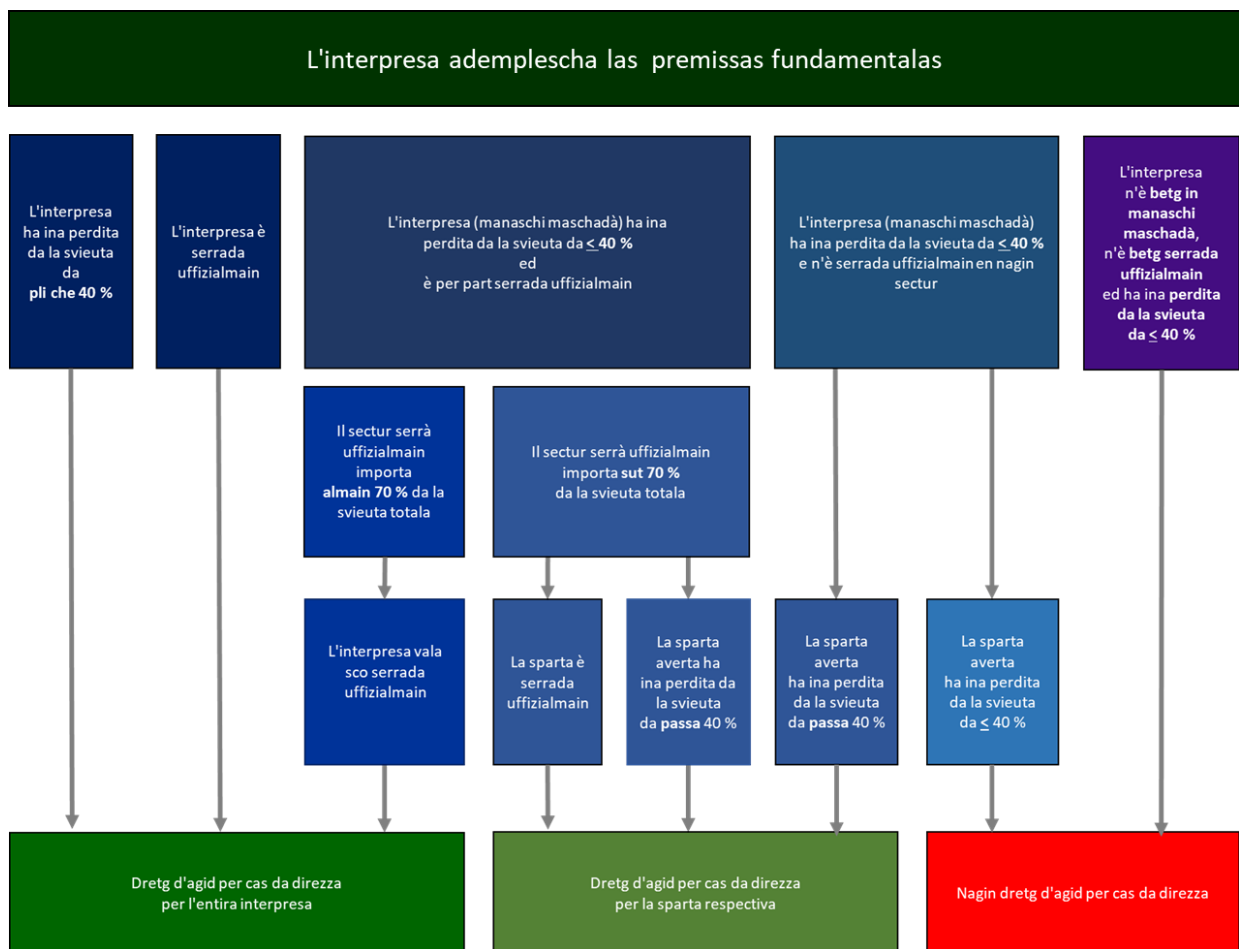 L'interpresa ademplescha las premissas fundamentalas
L'interpresa
ha ina perdita
da la svieuta
da
pli che 40 %
L'interpresa è
serrada
uffizialmain
L'interpresa (manaschi maschadà) ha ina
perdita da la svieuta da ≤ 40 %
ed
è per part serrada uffizialmain
L'interpresa (manaschi maschadà)
ha ina perdita da la svieuta da ≤ 40 %
e n'è serrada uffizialmain en nagin
sectur
L'interpresa
n'è betg in
manaschi
maschadà,
n'è betg serrada
uffizialmain
ed ha ina perdita
da la svieuta
da ≤ 40 %
Il sectur serrà
uffizialmain
importa
almain 70 % da la
svieuta totala
Il sectur serrà uffizialmain
importa sut 70 %
da la svieuta totala
L'interpresa vala
sco serrada
uffizialmain
La sparta è
serrada
uffizialmain
La sparta
averta ha
ina perdita da
la svieuta
da passa 40 %
La sparta
averta
ha ina perdita
da la svieuta
da passa 40 %
La sparta
averta
ha ina perdita
da la svieuta
da ≤ 40 %
Dretg d'agid per cas da direzza
per l'entira interpresa
Dretg d'agid per cas da direzza
per la sparta respectiva
Nagin dretg d'agid per cas da direzza